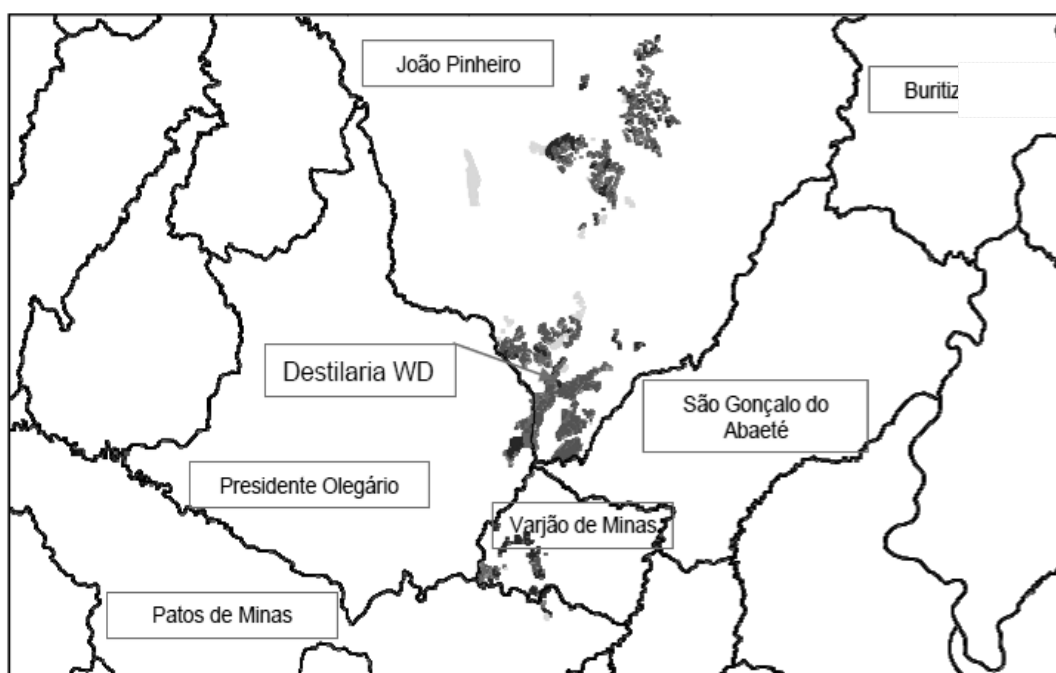 João Pinheiro
Buritiz
Destilaria WD
São Gonçalo do
Abaeté
Presidente Olegário
Varjão de Minas
Patos de Minas